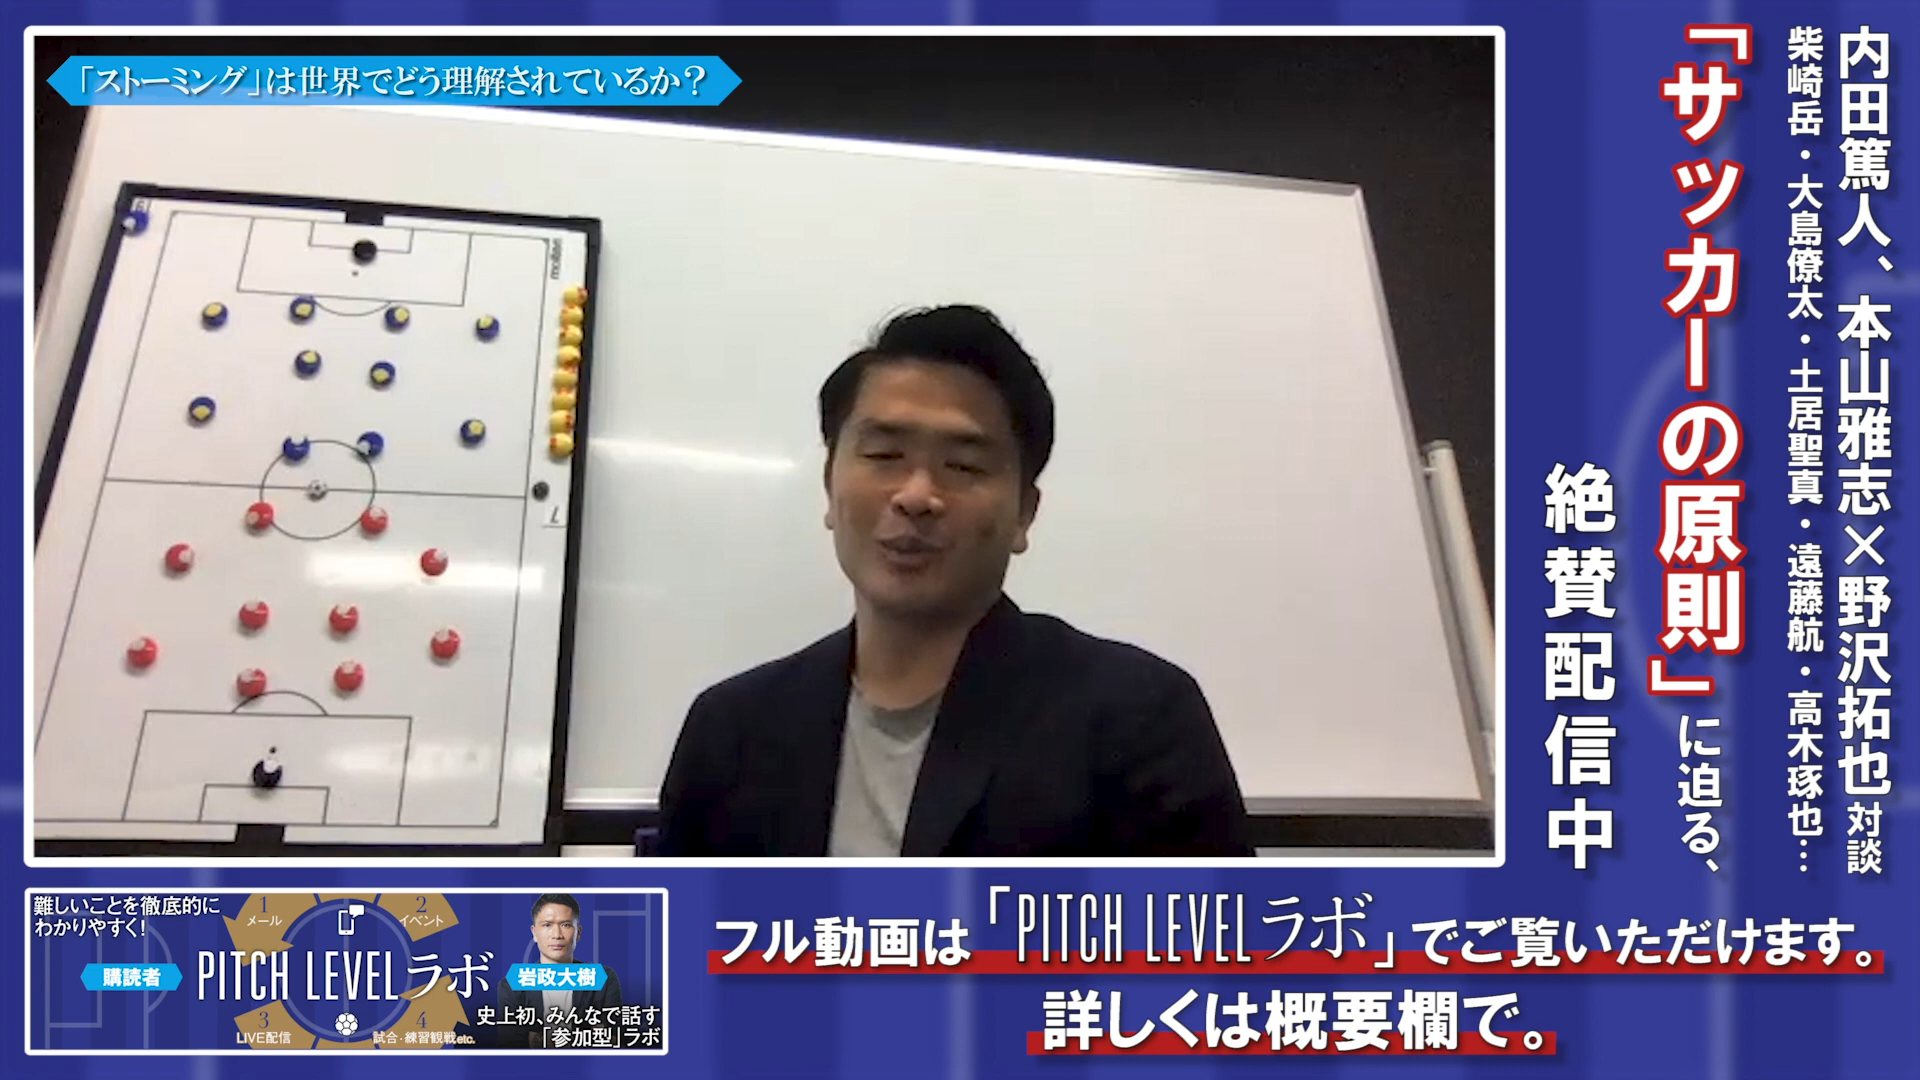 「ストーミング」は世界でどう理解されているか?
molten
内田篤人、本山雅志×野沢拓也対談
柴崎岳・大島僚太・土居聖真・遠藤航・高木琢也…
「サッカーの原則」に迫る、
絶賛配信中
難しいことを徹底的に
わかりやすく!
1
メール
2
イベント
購読者
PITCH LEVELラボ
岩政大樹
3
LIVE配信
4
試合・練習観戦etc.
史上初、みんなで話す
「参加型」ラボ
フル動画は「PITCH LEVELラボ」でご覧いただけます。
詳しくは概要欄で。